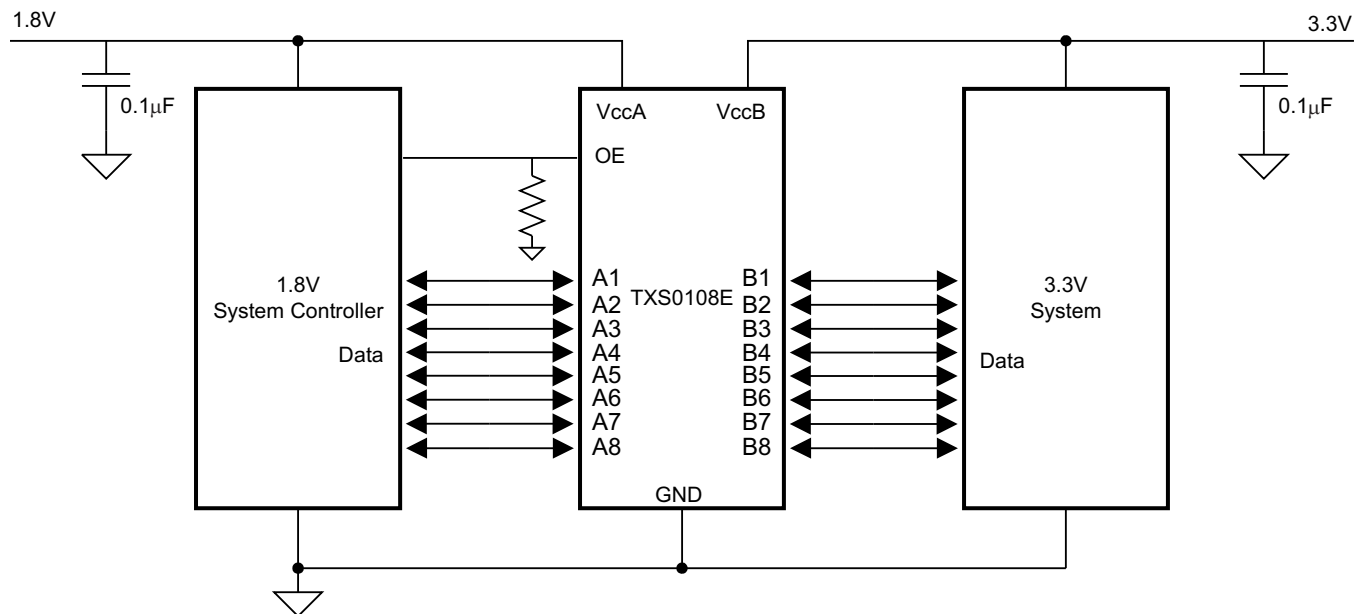 1.8V
3.3V
0.1μF
0.1μF
VccA
VccB
OE
1.8V
System Controller
Data
A1
A2
A3
A4
A5
A6
A7
A8
TXS0108E
B1
B2
B3
B4
B5
B6
B7
B8
GND
3.3V
System
Data